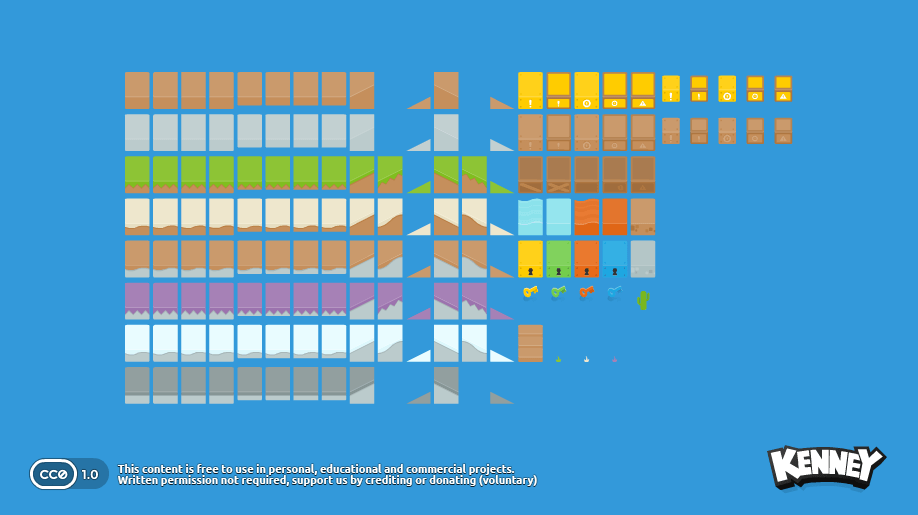 CC0 1.0
This content is free to use in personal, educational and commercial projects.
Written permission not required, support us by crediting or donating (voluntary)
KENNEY